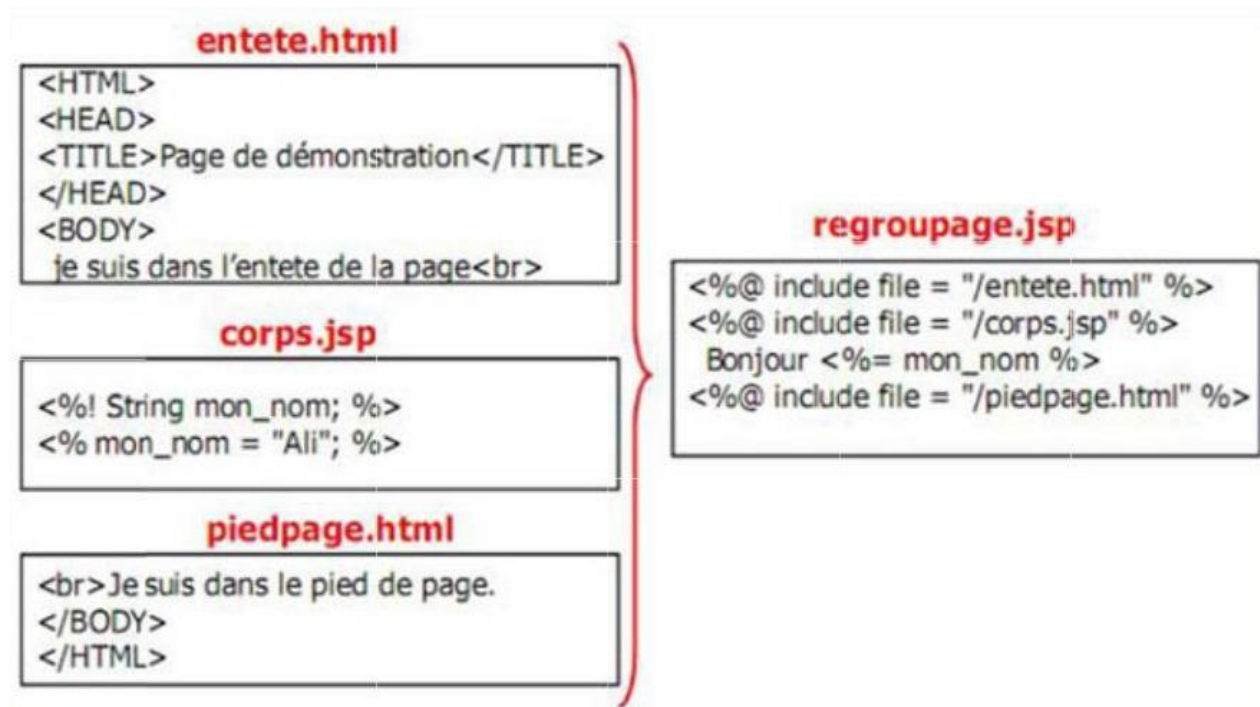 entete.html
<HTML>
<HEAD>
<TITLE>Page de démonstration</TITLE>
</HEAD>
<BODY>
je suis dans l'entete de la page<br>
corps.jsp
<%! String mon_nom; %>
<% mon_nom = "Ali"; %>
piedpage.html
<br>Je suis dans le pied de page.
</BODY>
</HTML>
regroupage.jsp
<%@ include file = "/entete.html" %>
<%@ include file = "/corps.jsp" %>
Bonjour <%= mon_nom %>
<%@ include file = "/piedpage.html" %>